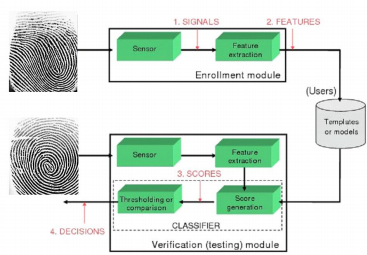 1. SIGNALS
2. FEATURES
Sensor
Feature
extraction
Enrollment module
(Users)
Templates
or models
Sensor
Feature
extraction
3. SCORES
Thresholding or
comparison
Score
generation
CLASSIFIER
4. DECISIONS
Verification (testing) module